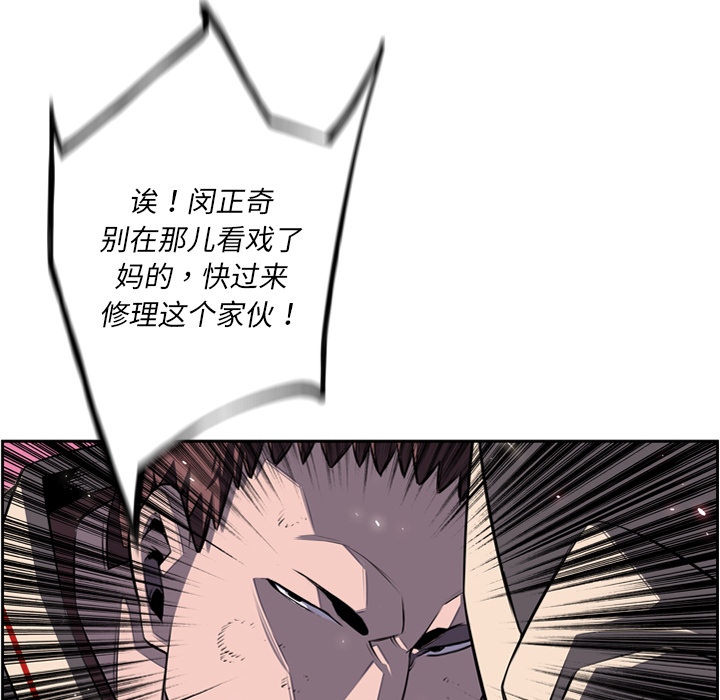 诶！闵正奇
别在那儿看戏了
妈的，快过来
修理这个家伙！